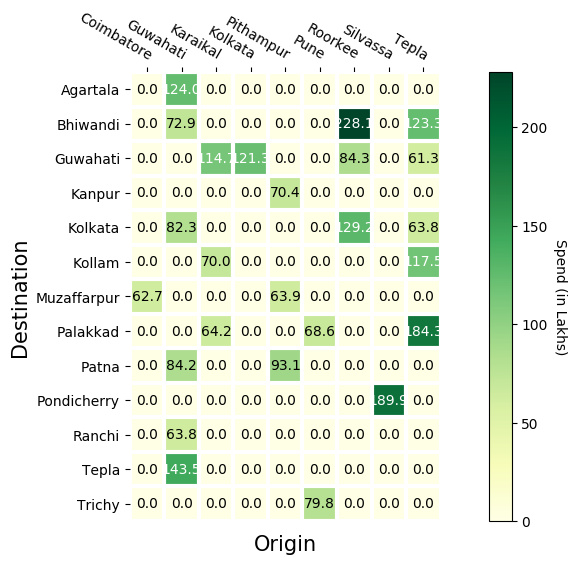 Coimbatore Guwahati Karaikal Kolkata Pithampur Pune Roorkee Silvassa Tepla
Agartala 0.0 124.0 0.0 0.0 0.0 0.0 0.0 0.0 0.0
Bhiwandi 0.0 72.9 0.0 0.0 0.0 0.0 228.1 0.0 123.3
Guwahati 0.0 0.0 114.7 121.3 0.0 0.0 84.3 0.0 61.3
Kanpur 0.0 0.0 0.0 0.0 70.4 0.0 0.0 0.0 0.0
Kolkata 0.0 82.3 0.0 0.0 0.0 0.0 129.2 0.0 63.8
Kollam 0.0 0.0 70.0 0.0 0.0 0.0 0.0 0.0 117.5
Muzaffarpur 62.7 0.0 0.0 0.0 63.9 0.0 0.0 0.0 0.0
Palakkad 0.0 0.0 64.2 0.0 0.0 68.6 0.0 0.0 184.3
Patna 0.0 84.2 0.0 0.0 93.1 0.0 0.0 0.0 0.0
Pondicherry 0.0 0.0 0.0 0.0 0.0 0.0 0.0 189.9 0.0
Ranchi 0.0 63.8 0.0 0.0 0.0 0.0 0.0 0.0 0.0
Tepla 0.0 143.5 0.0 0.0 0.0 0.0 0.0 0.0 0.0
Trichy 0.0 0.0 0.0 0.0 0.0 79.8 0.0 0.0 0.0
Destination
Origin
200
150
100
50
0
Spend (in Lakhs)